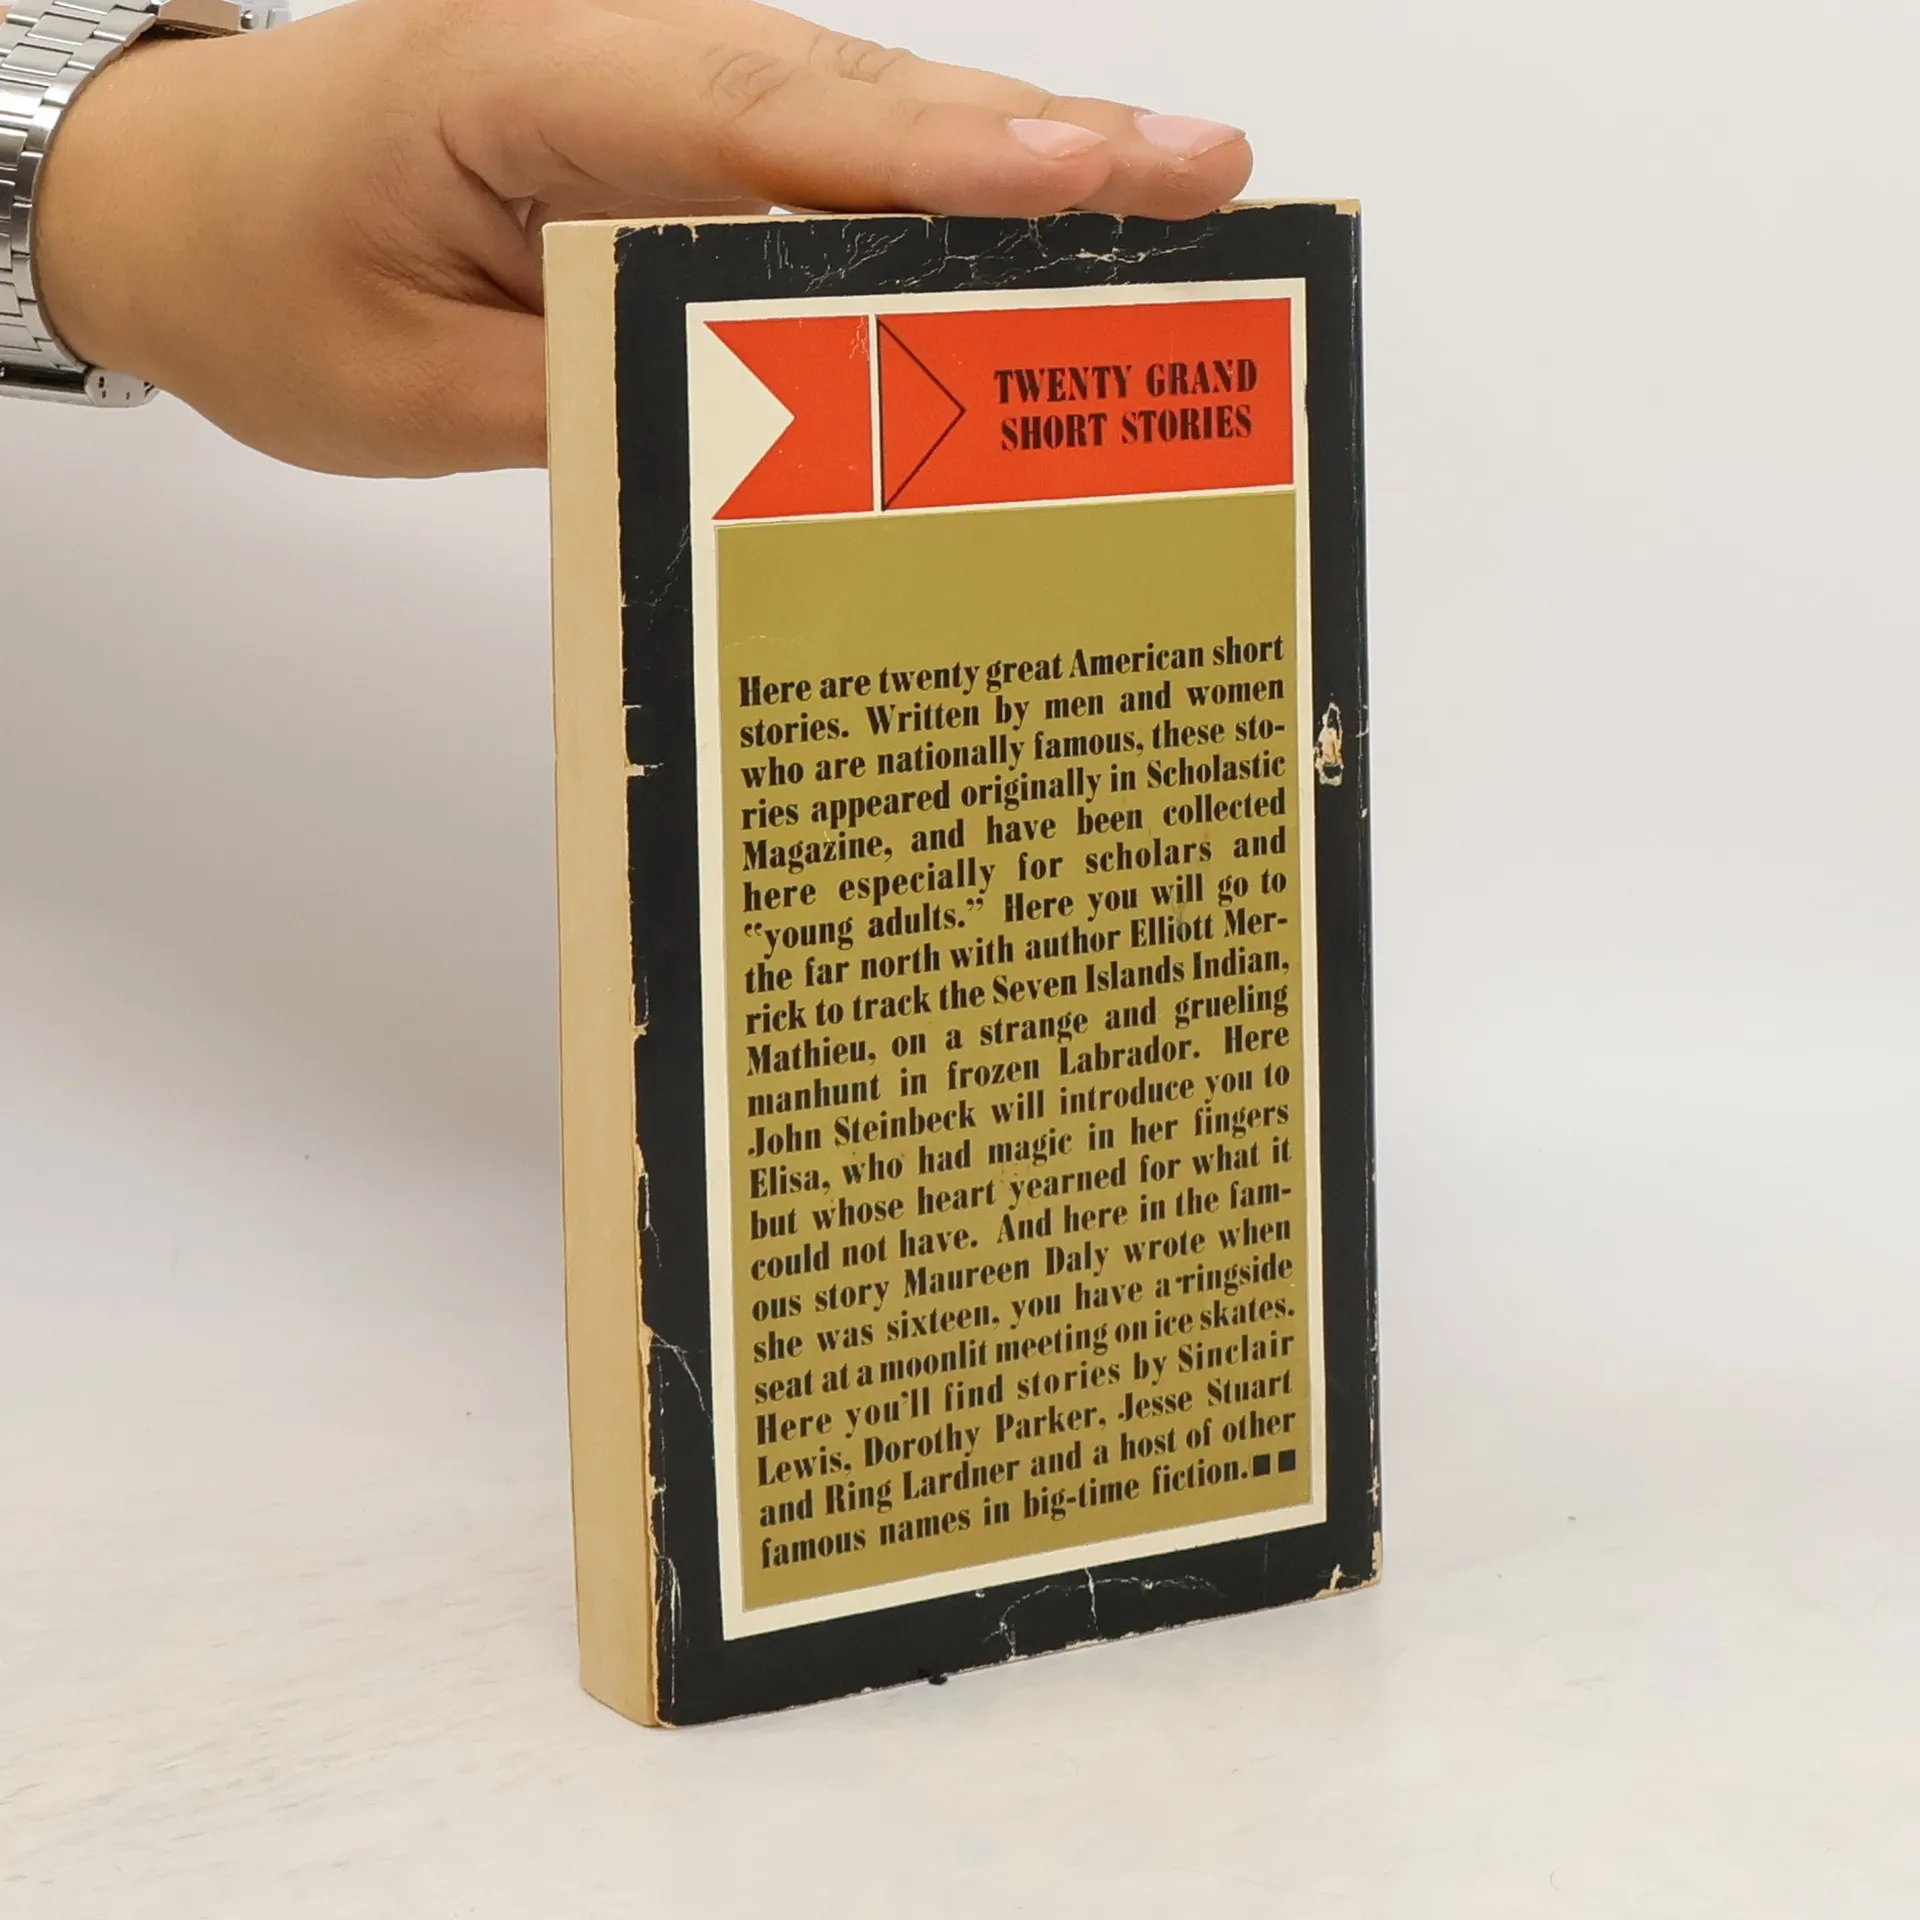 TWENTY GRAND
SHORT STORIES
Here are twenty great American short
stories. Written by men and women
who are nationally famous, these sto-
ries appeared originally in Scholastic
Magazine, and have been collected
here especially for scholars and
“young adults.” Here you will go to
the far north with author Elliott Mer-
rick to track the Seven Islands Indian,
Mathieu, on a strange and grueling
manhunt in frozen Labrador. Here
John Steinbeck will introduce you to
Elisa, who had magic in her fingers
but whose heart yearned for what it
could not have. And here in the fam-
ous story Maureen Daly wrote when
she was sixteen, you have a ringside
seat at a moonlit meeting on ice skates.
Here you'll find stories by Sinclair
Lewis, Dorothy Parker, Jesse Stuart
and Ring Lardner and a host of other
famous names in big-time fiction.■■